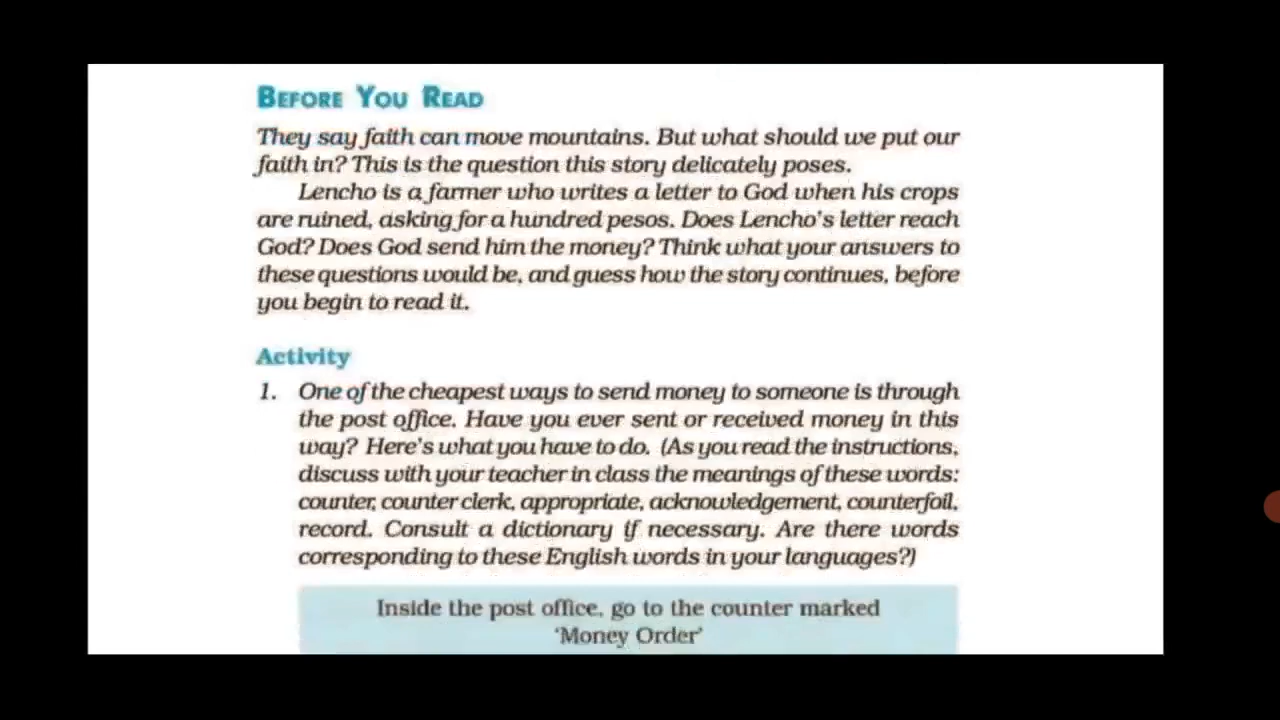 BEFORE YOU READ
They say faith can move mountains. But what should we put our
faith in? This is the question this story delicately poses.
Lencho is a farmer who writes a letter to God when his crops
are ruined, asking for a hundred pesos. Does Lencho's letter reach
God? Does God send him the money? Think what your answers to
these questions would be, and guess how the story continues, before
you begin to read it.
Activity
1. One of the cheapest ways to send money to someone is through
the post office. Have you ever sent or received money in this
way? Here's what you have to do. (As you read the instructions,
discuss with your teacher in class the meanings of these words:
counter, counter clerk, appropriate, acknowledgement, counterfoil,
record. Consult a dictionary if necessary. Are there words
corresponding to these English words in your languages?)
Inside the post office, go to the counter marked
'Money Order'